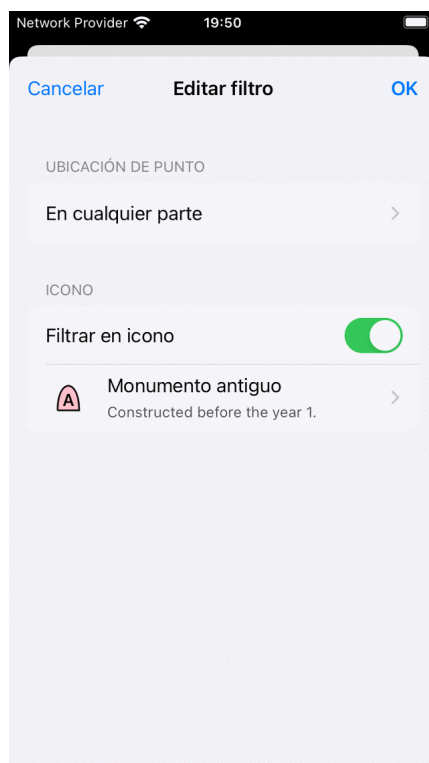 Network Provider 19:50
Cancelar Editar filtro OK
UBICACIÓN DE PUNTO
En cualquier parte
ICONO
Filtrar en icono
A Monumento antiguo
Constructed before the year 1.